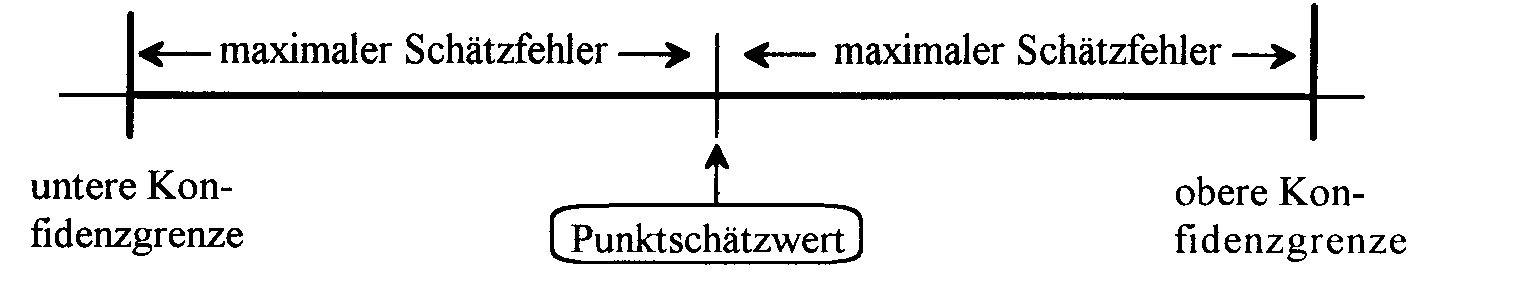 maximaler Schätzfehler maximaler Schätzfehler
untere Kon-
fidenzgrenze
Punktschätzwert
obere Kon-
fidenzgrenze